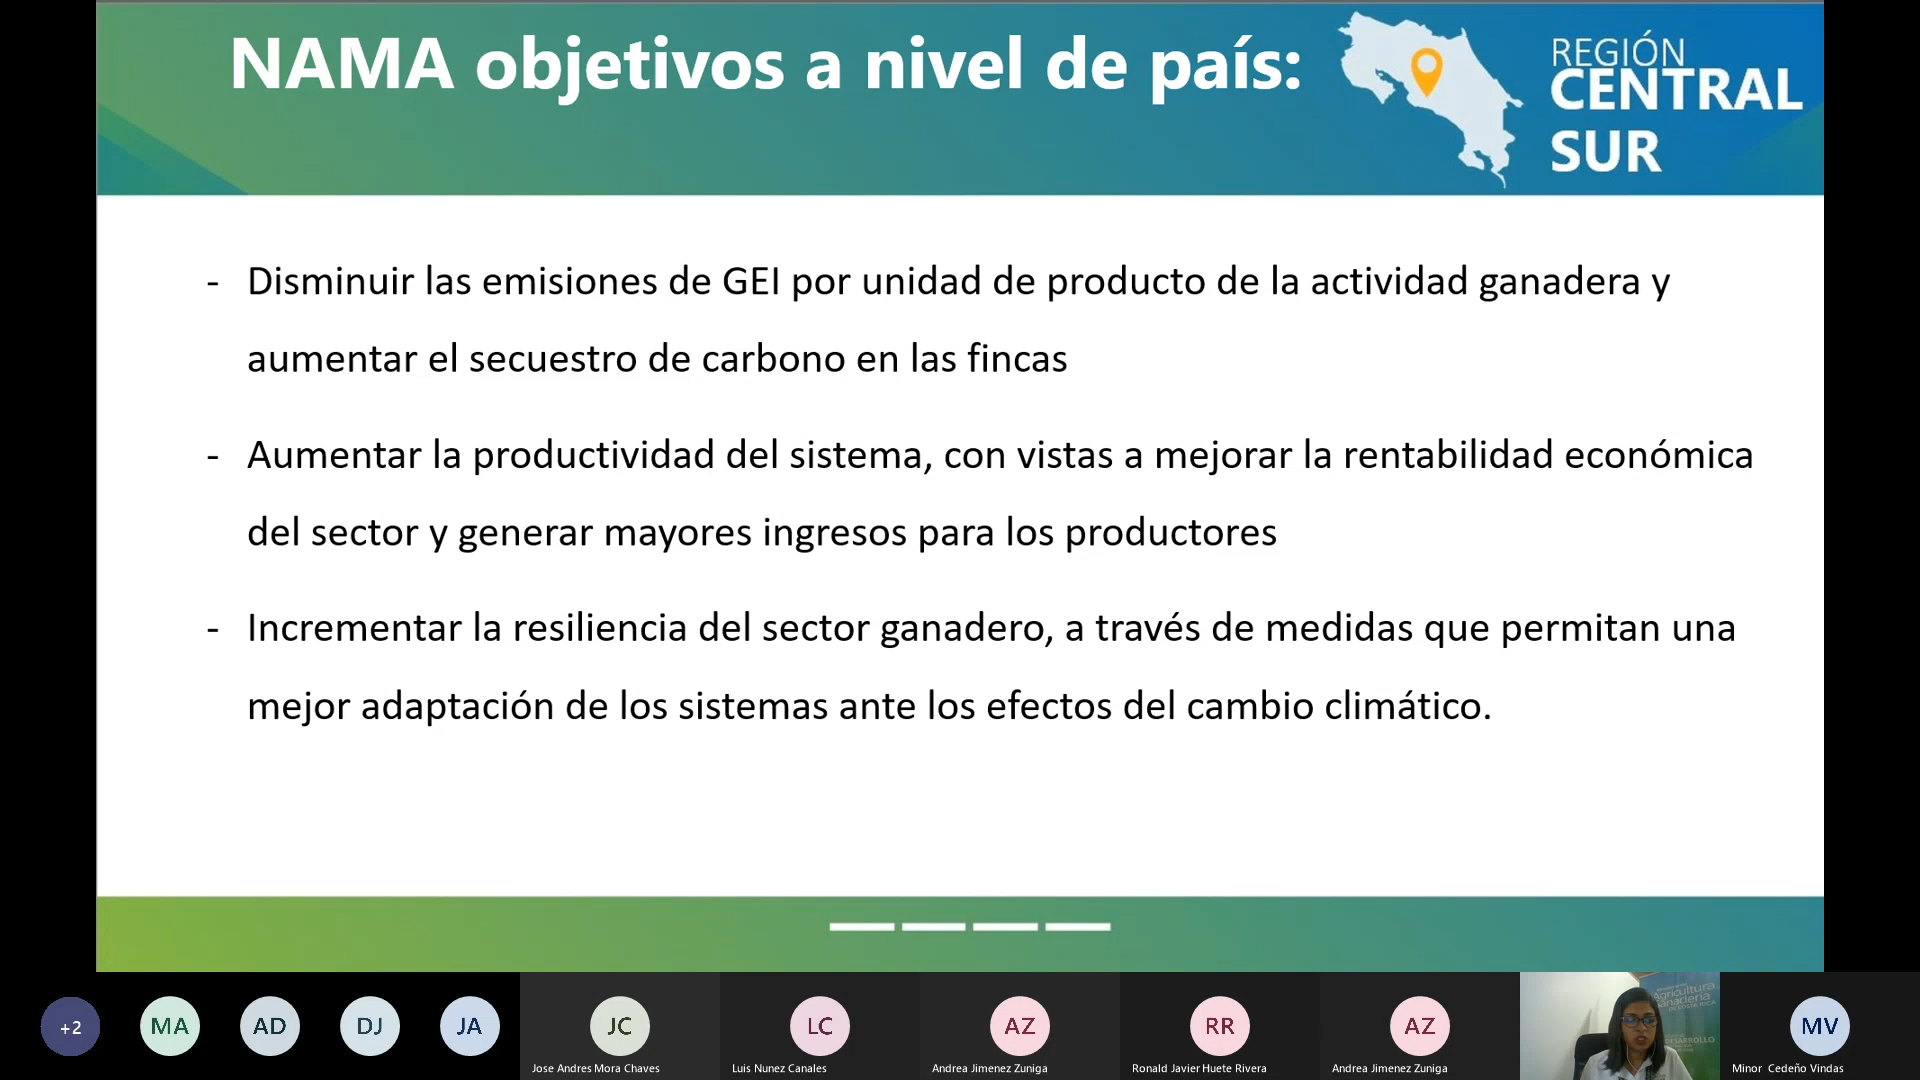 NAMA objetivos a nivel de país:
REGIÓN
CENTRAL
SUR
- Disminuir las emisiones de GEI por unidad de producto de la actividad ganadera y
aumentar el secuestro de carbono en las fincas
- Aumentar la productividad del sistema, con vistas a mejorar la rentabilidad económica
del sector y generar mayores ingresos para los productores
- Incrementar la resiliencia del sector ganadero, a través de medidas que permitan una
mejor adaptación de los sistemas ante los efectos del cambio climático.
+2
MA
AD
DJ
JA
JC
Jose Andres Mora Chaves
LC
Luis Nunez Canales
AZ
Andrea Jimenez Zuniga
RR
Ronald Javier Huete Rivera
AZ
Andrea Jimenez Zuniga
Agricultura
Ganadería
MV
Minor Cedeño Vindas